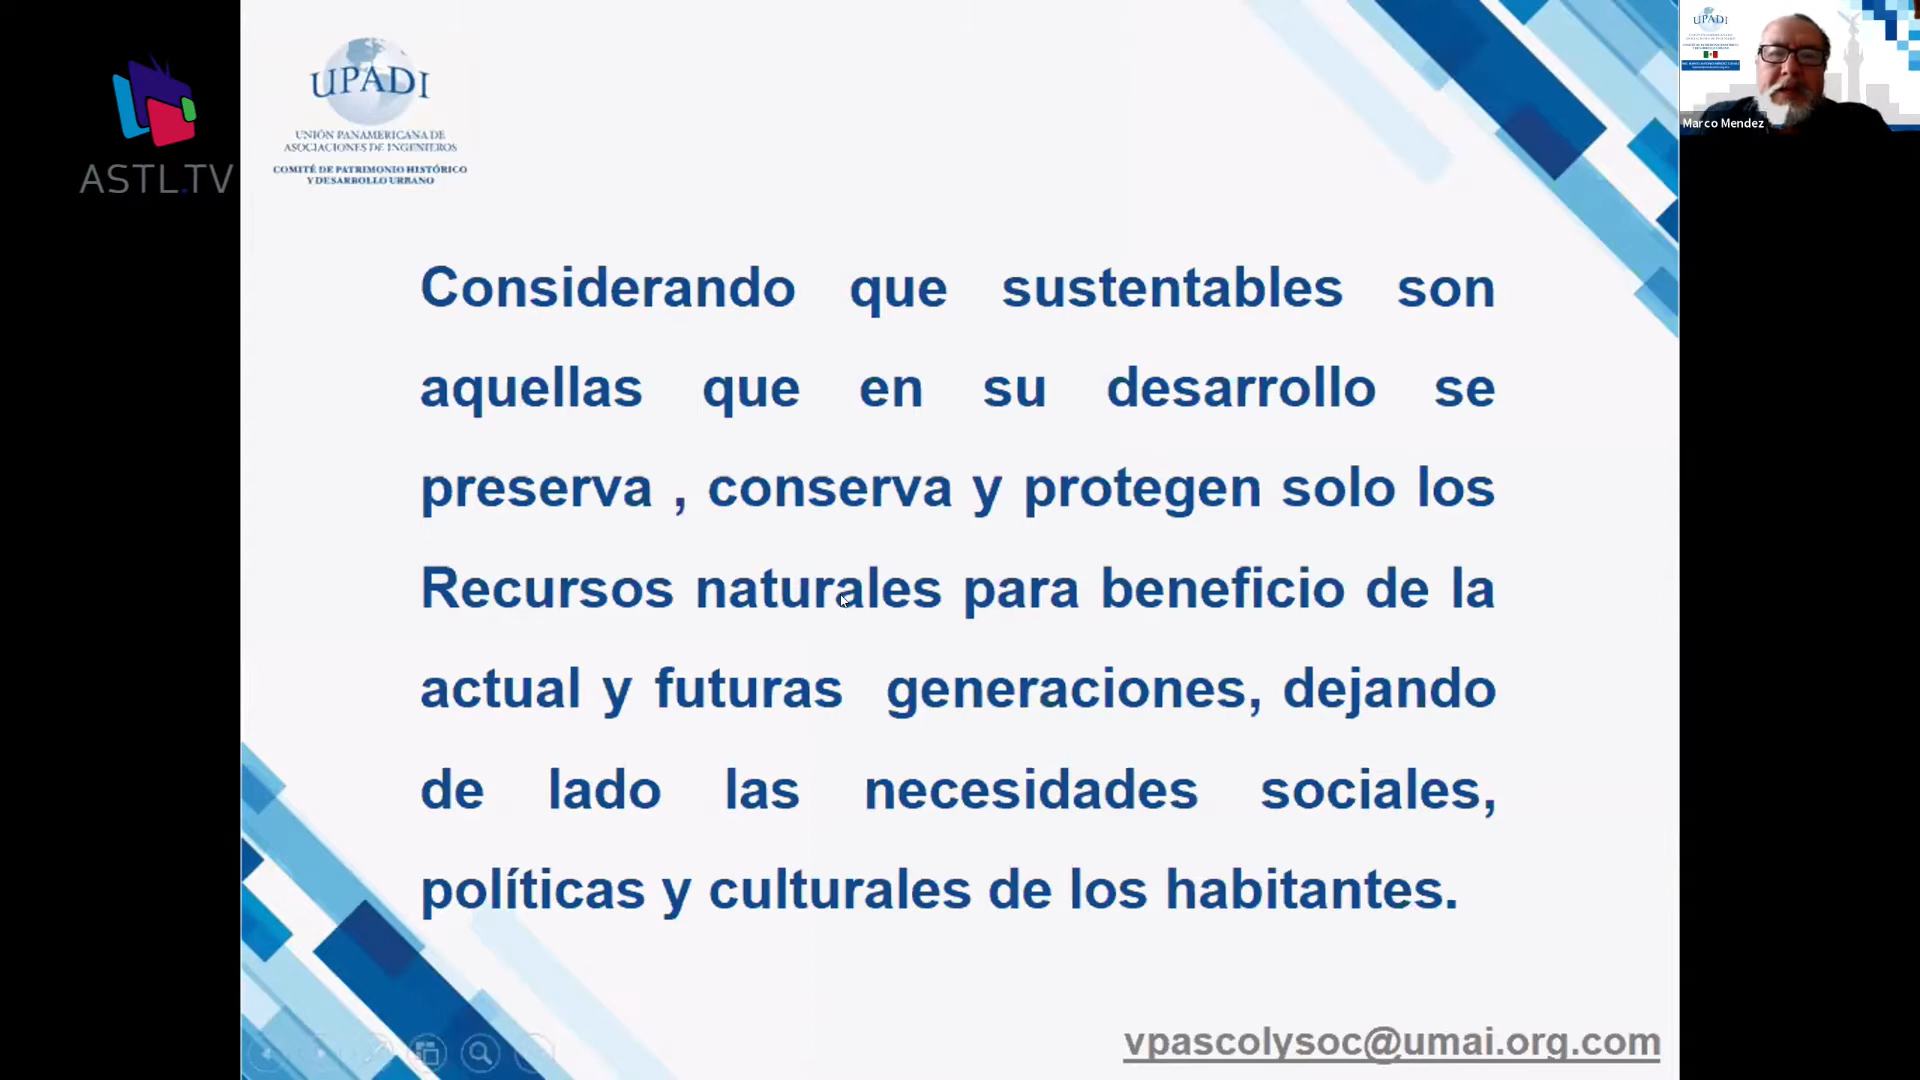 ASTL.TV
UPADI
UNIÓN PANAMERICANA DE
ASOCIACIONES DE INGENIEROS
COMITÉ DE PATRIMONIO HISTÓRICO
Y DESARROLLO URBANO
Considerando que sustentables son
aquellas que en su desarrollo se
preserva , conserva y protegen solo los
Recursos naturales para beneficio de la
actual y futuras generaciones, dejando
de lado las necesidades sociales,
políticas y culturales de los habitantes.
vpascolysoc@umai.org.com
UPADI
Marco Mendez